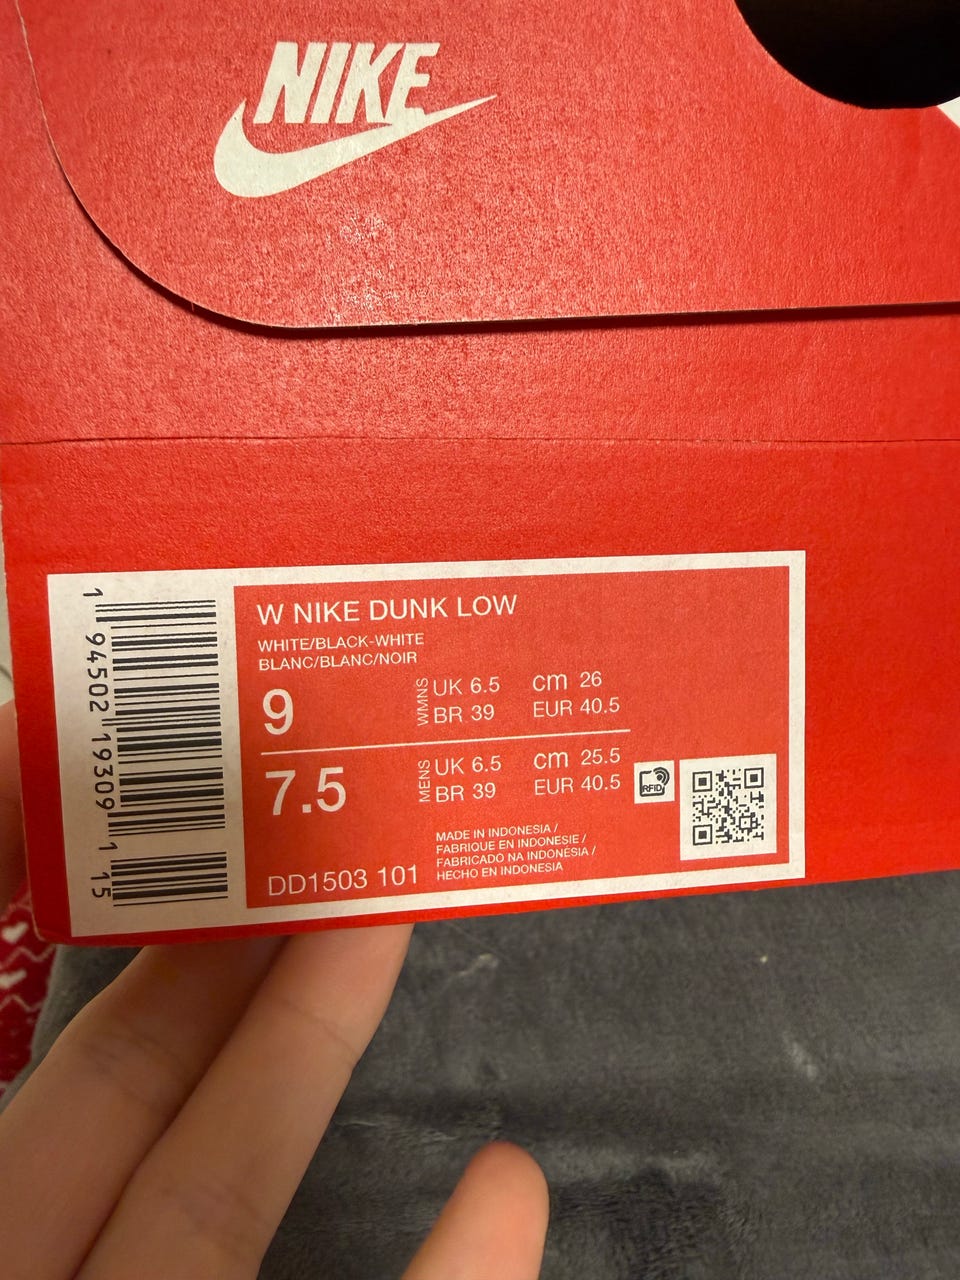 NIKE
1 94502 19309 1 15
W NIKE DUNK LOW
WHITE/BLACK-WHITE
BLANC/BLANC/NOIR
9 WMNS UK 6.5 cm 26
BR 39 EUR 40.5
7.5 MENS UK 6.5 cm 25.5
BR 39 EUR 40.5
RFID
MADE IN INDONESIA /
FABRIQUE EN INDONESIE /
FABRICADO NA INDONÉSIA /
HECHO EN INDONESIA
DD1503 101